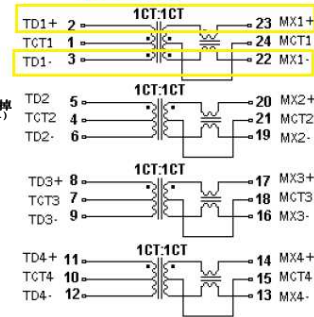 1CT:1CT
TD1+ 2 23 MX1+
TCT1 1 24 MCT1
TD1- 3 22 MX1-
1CT:1CT
TD2 5 20 MX2+
TCT2 4 21 MCT2
TD2- 6 19 MX2-
1CT:1CT
TD3+ 8 17 MX3+
TCT3 7 18 MCT3
TD3- 9 16 MX3-
1CT:1CT
TD4+ 11 14 MX4+
TCT4 10 15 MCT4
TD4- 12 13 MX4-